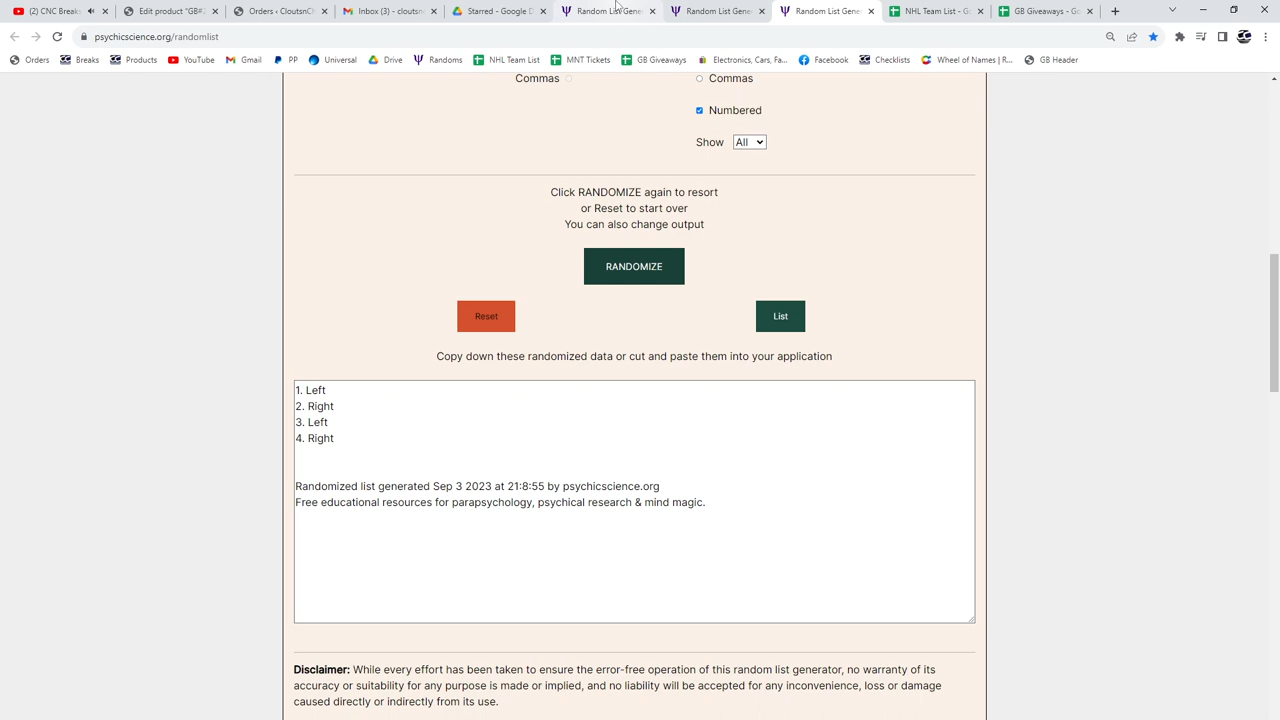 (2) CNC Break
Edit product "GB#2
Orders ‹ CloutsnCh
Inbox (3) - clouts
Starred - Google D
Random List Gene
Random List Gener
Random List Gene
NHL Team List - Go
GB Giveaways - Go
psychicscience.org/randomlist
Orders
Breaks
Products
YouTube
Gmail
PP
Universal
Drive
Randoms
NHL Team List
MNT Tickets
GB Giveaways
Electronics, Cars, Fa...
Facebook
Checklists
Wheel of Names | R...
GB Header
Commas
Commas
Numbered
Show All
Click RANDOMIZE again to resort
or Reset to start over
You can also change output
RANDOMIZE
Reset
List
Copy down these randomized data or cut and paste them into your application
1. Left
2. Right
3. Left
4. Right
Randomized list generated Sep 3 2023 at 21:8:55 by psychicscience.org
Free educational resources for parapsychology, psychical research & mind magic.
Disclaimer: While every effort has been taken to ensure the error-free operation of this random list generator, no warranty of its
accuracy or suitability for any purpose is made or implied, and no liability will be accepted for any inconvenience, loss or damage
caused directly or indirectly from its use.